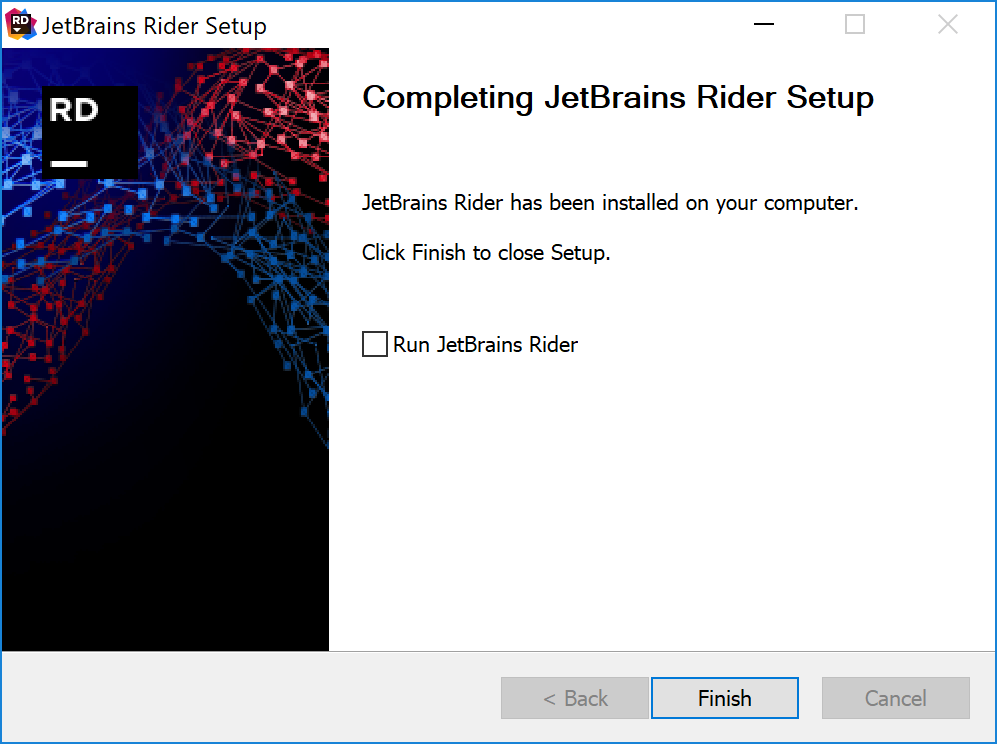 JetBrains Rider Setup
RD
Completing JetBrains Rider Setup
JetBrains Rider has been installed on your computer.
Click Finish to close Setup.
Run JetBrains Rider
< Back
Finish
Cancel